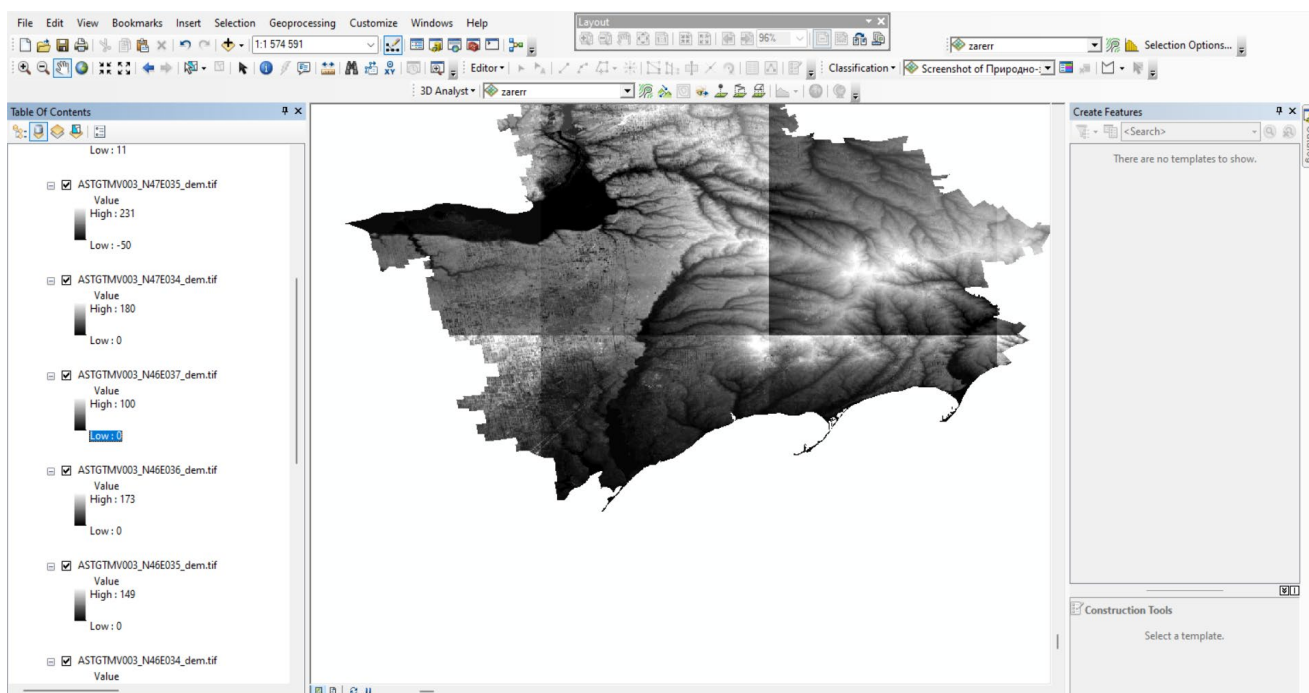 File Edit View Bookmarks Insert Selection Geoprocessing Customize Windows Help
Layout
1:1 574 591
96%
zarerr
Selection Options...
Editor
Classification
Screenshot of Природно-
3D Analyst
zarerr
Table Of Contents
Low : 11
ASTGTMV003_N47E035_dem.tif
Value
High : 231
Low : -50
ASTGTMV003_N47E034_dem.tif
Value
High : 180
Low : 0
ASTGTMV003_N46E037_dem.tif
Value
High : 100
Low : 0
ASTGTMV003_N46E036_dem.tif
Value
High : 173
Low : 0
ASTGTMV003_N46E035_dem.tif
Value
High : 149
Low : 0
ASTGTMV003_N46E034_dem.tif
Value
Create Features
<Search>
There are no templates to show.
Construction Tools
Select a template.